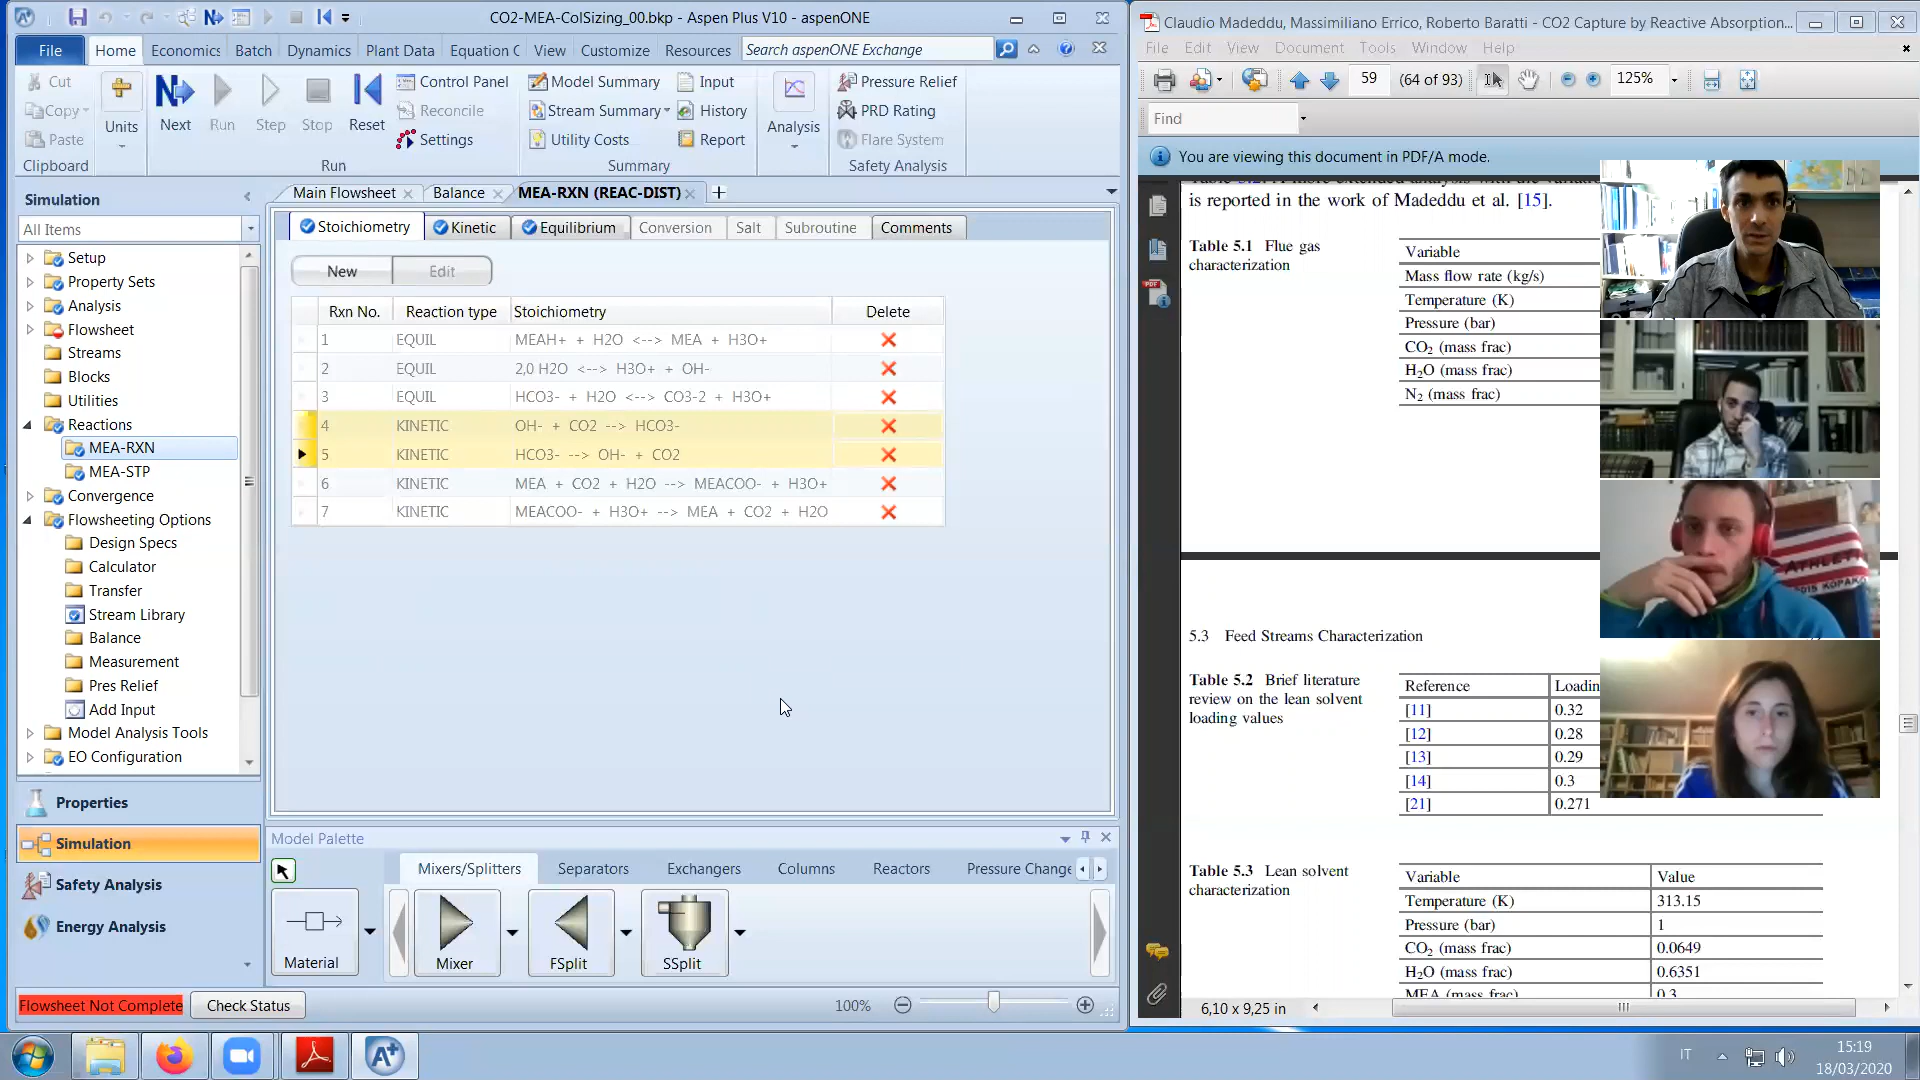 CO2-MEA-ColSizing_00.bkp - Aspen Plus V10 - aspenONE
File
Home
Economics
Batch
Dynamics
Plant Data
Equation C
View
Customize
Resources
Search aspenONE Exchange
Cut
Copy
Paste
Clipboard
Units
Next
Run
Step
Stop
Reset
Control Panel
Reconcile
Settings
Run
Model Summary
Stream Summary
Utility Costs
Input
History
Report
Summary
Analysis
Pressure Relief
PRD Rating
Flare System
Safety Analysis
Simulation
All Items
Setup
Property Sets
Analysis
Flowsheet
Streams
Blocks
Utilities
Reactions
MEA-RXN
MEA-STP
Convergence
Flowsheeting Options
Design Specs
Calculator
Transfer
Stream Library
Balance
Measurement
Pres Relief
Add Input
Model Analysis Tools
EO Configuration
Properties
Simulation
Safety Analysis
Energy Analysis
Main Flowsheet
Balance
MEA-RXN (REAC-DIST)
Stoichiometry
Kinetic
Equilibrium
Conversion
Salt
Subroutine
Comments
New
Edit
Rxn No. Reaction type Stoichiometry Delete
1 EQUIL MEAH+ + H2O <--> MEA + H3O+
2 EQUIL 2,0 H2O <--> H3O+ + OH-
3 EQUIL HCO3- + H2O <--> CO3-2 + H3O+
4 KINETIC OH- + CO2 --> HCO3-
5 KINETIC HCO3- --> OH- + CO2
6 KINETIC MEA + CO2 + H2O --> MEACOO- + H3O+
7 KINETIC MEACOO- + H3O+ --> MEA + CO2 + H2O
Model Palette
Mixers/Splitters
Separators
Exchangers
Columns
Reactors
Pressure Change
Material
Mixer
FSplit
SSplit
Flowsheet Not Complete
Check Status
100%
Claudio Madeddu, Massimiliano Errico, Roberto Baratti - CO2 Capture by Reactive Absorption...
File Edit View Document Tools Window Help
59
(64 of 93)
125%
Find
You are viewing this document in PDF/A mode.
is reported in the work of Madeddu et al. [15].
Table 5.1 Flue gas
characterization
Variable
Mass flow rate (kg/s)
Temperature (K)
Pressure (bar)
CO₂ (mass frac)
H₂O (mass frac)
N₂ (mass frac)
5.3 Feed Streams Characterization
Table 5.2 Brief literature
review on the lean solvent
loading values
Reference Loadin
[11] 0.32
[12] 0.28
[13] 0.29
[14] 0.3
[21] 0.271
Table 5.3 Lean solvent
characterization
Variable Value
Temperature (K) 313.15
Pressure (bar) 1
CO₂ (mass frac) 0.0649
H₂O (mass frac) 0.6351
MEA (mass frac) 0.3
6,10 x 9,25 in
IT
15:19
18/03/2020